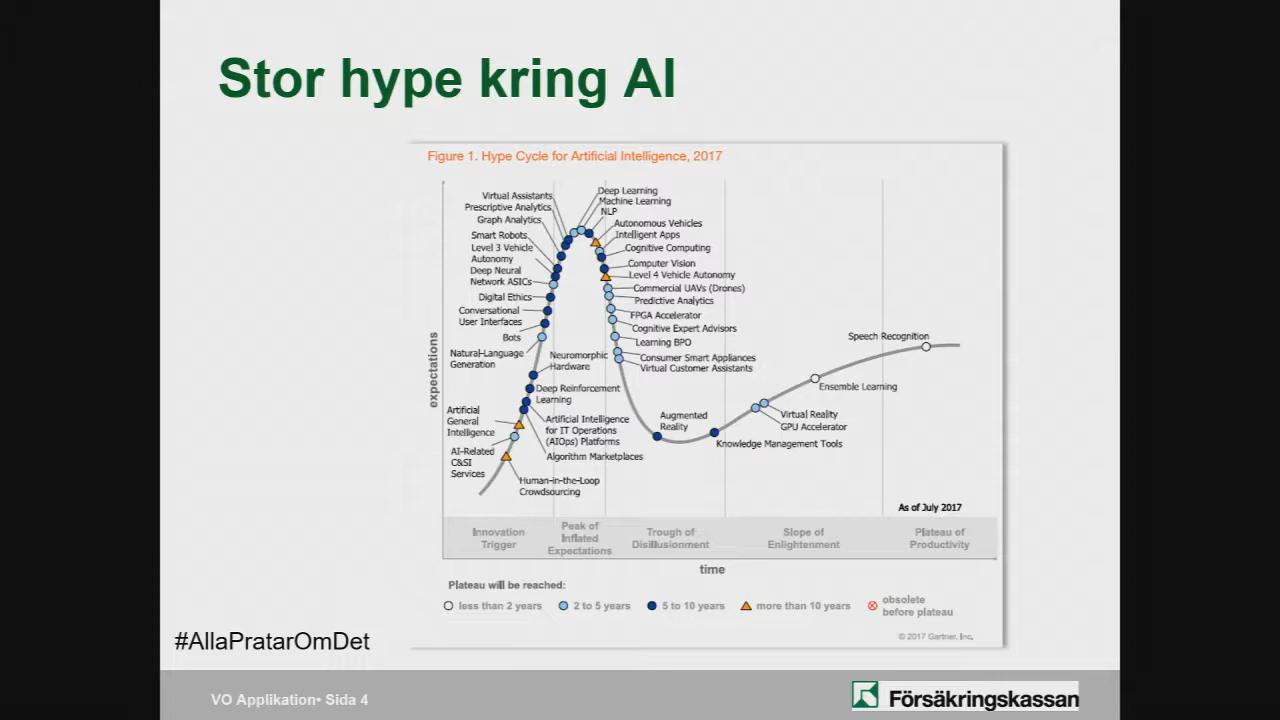 Stor hype kring AI
Figure 1. Hype Cycle for Artificial Intelligence, 2017
expectations
Virtual Assistants
Prescriptive Analytics
Graph Analytics
Smart Robots
Level 3 Vehicle
Autonomy
Deep Neural
Network ASICs
Digital Ethics
Conversational
User Interfaces
Bots
Natural-Language
Generation
Artificial
General
Intelligence
AI-Related
C&SI
Services
Deep Learning
Machine Learning
NLP
Autonomous Vehicles
Intelligent Apps
Cognitive Computing
Computer Vision
Level 4 Vehicle Autonomy
Commercial UAVs (Drones)
Predictive Analytics
FPGA Accelerator
Cognitive Expert Advisors
Learning BPO
Consumer Smart Appliances
Virtual Customer Assistants
Neuromorphic
Hardware
Deep Reinforcement
Learning
Artificial Intelligence
for IT Operations
(AIOps) Platforms
Algorithm Marketplaces
Human-in-the-Loop
Crowdsourcing
Augmented
Reality
Knowledge Management Tools
Virtual Reality
GPU Accelerator
Ensemble Learning
Speech Recognition
As of July 2017
Innovation
Trigger
Peak of
Inflated
Expectations
Trough of
Disillusionment
Slope of
Enlightenment
Plateau of
Productivity
time
Plateau will be reached:
less than 2 years
2 to 5 years
5 to 10 years
more than 10 years
obsolete
before plateau
© 2017 Gartner, Inc.
#AllaPratarOmDet
VO Applikation• Sida 4
Försäkringskassan